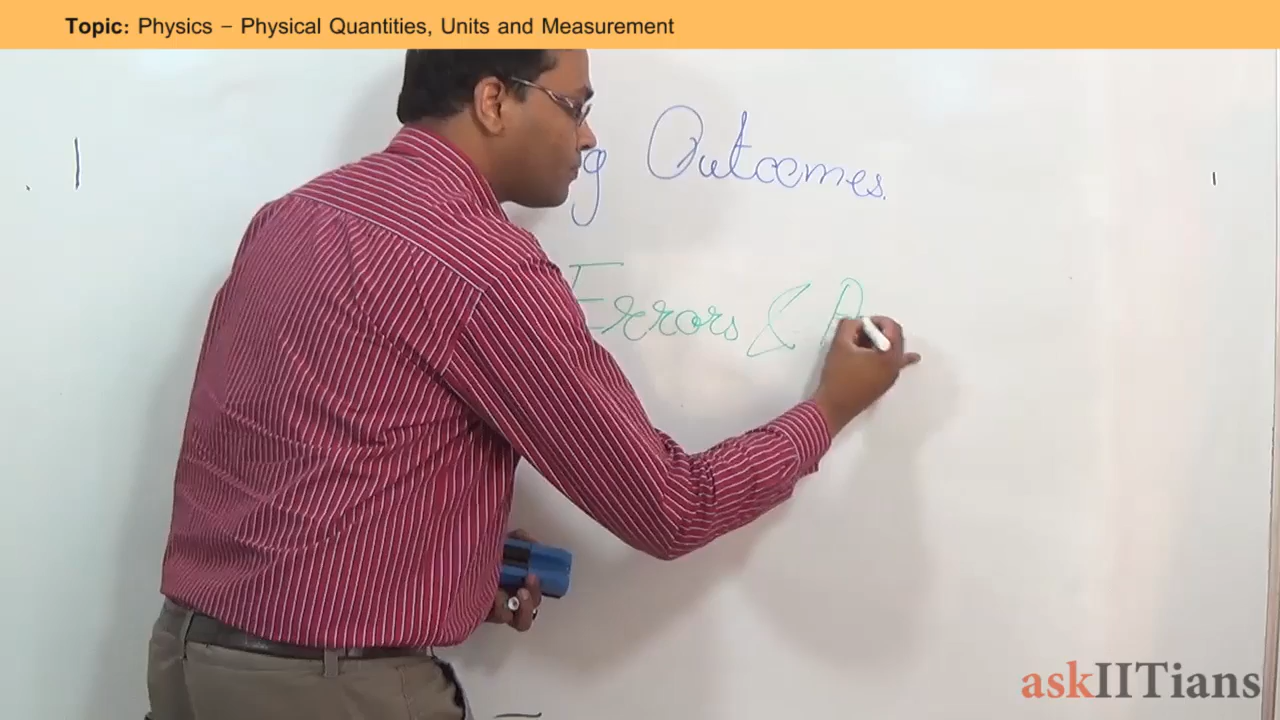 Topic: Physics – Physical Quantities, Units and Measurement
g Outcomes.
Errors & A
askIITians